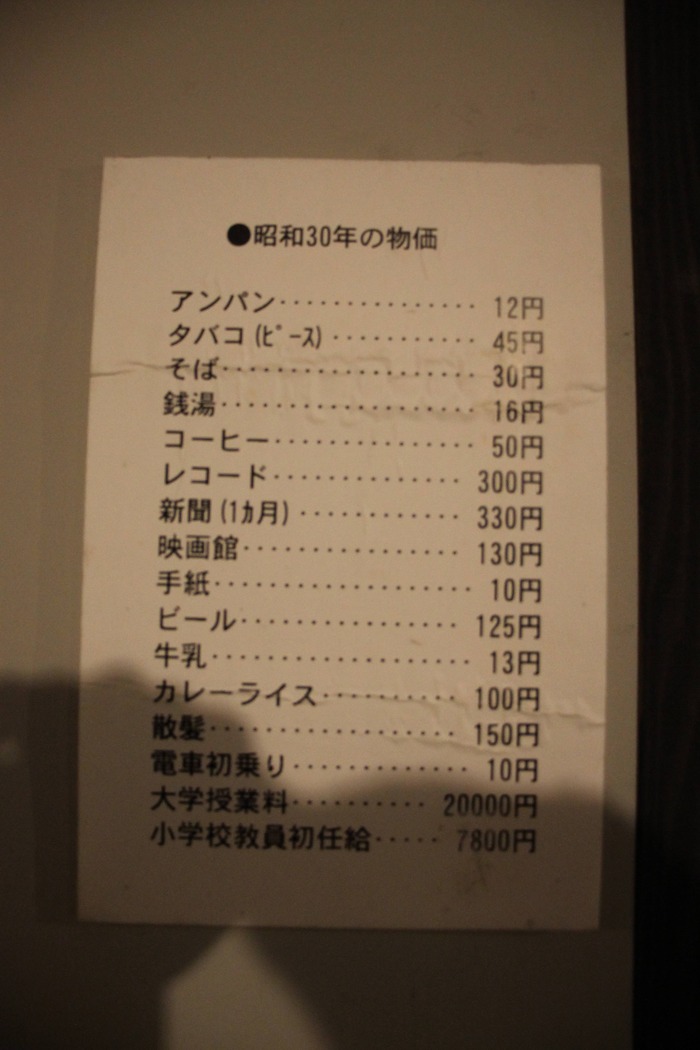 ●昭和30年の物価
アンパン・・・・・・・・・・・・・・・ 12円
タバコ(ﾋﾟｰｽ)・・・・・・・・・・・ 45円
そば・・・・・・・・・・・・・・・・・・・ 30円
銭湯・・・・・・・・・・・・・・・・・・・ 16円
コーヒー・・・・・・・・・・・・・・・ 50円
レコード・・・・・・・・・・・・・・ 300円
新聞(1ｶ月)・・・・・・・・・・・・ 330円
映画館・・・・・・・・・・・・・・・・ 130円
手紙・・・・・・・・・・・・・・・・・・・ 10円
ビール・・・・・・・・・・・・・・・・ 125円
牛乳・・・・・・・・・・・・・・・・・・・ 13円
カレーライス・・・・・・・・・・ 100円
散髪・・・・・・・・・・・・・・・・・・ 150円
電車初乗り・・・・・・・・・・・・・ 10円
大学授業料・・・・・・・・・・ 20000円
小学校教員初任給・・・・・ 7800円